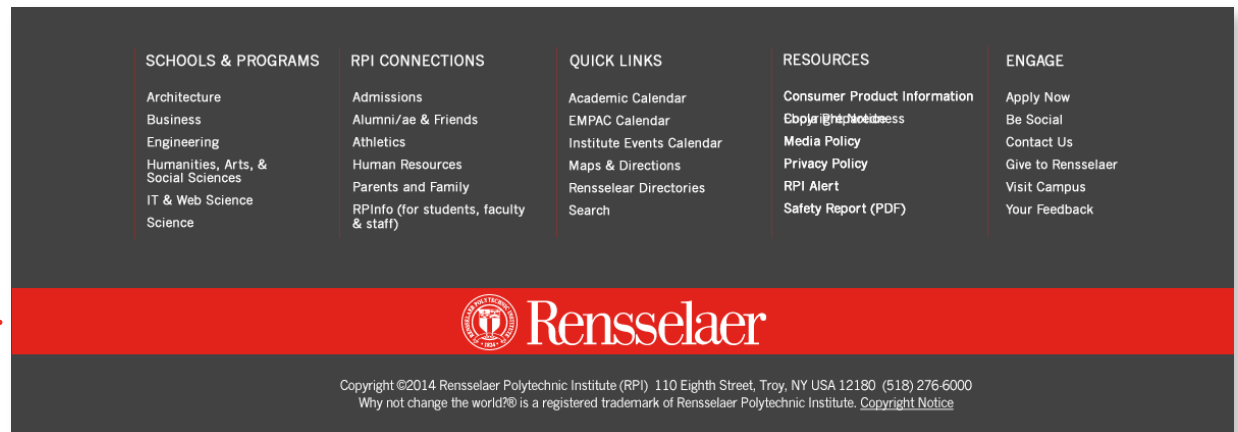 SCHOOLS & PROGRAMS
Architecture
Business
Engineering
Humanities, Arts, &
Social Sciences
IT & Web Science
Science
RPI CONNECTIONS
Admissions
Alumni/ae & Friends
Athletics
Human Resources
Parents and Family
RPInfo (for students, faculty
& staff)
QUICK LINKS
Academic Calendar
EMPAC Calendar
Institute Events Calendar
Maps & Directions
Rensselear Directories
Search
RESOURCES
Consumer Product Information
Media Policy
Privacy Policy
RPI Alert
Safety Report (PDF)
ENGAGE
Apply Now
Be Social
Contact Us
Give to Rensselaer
Visit Campus
Your Feedback
Rensselaer
Copyright ©2014 Rensselaer Polytechnic Institute (RPI) 110 Eighth Street, Troy, NY USA 12180 (518) 276-6000
Why not change the world?® is a registered trademark of Rensselaer Polytechnic Institute. Copyright Notice